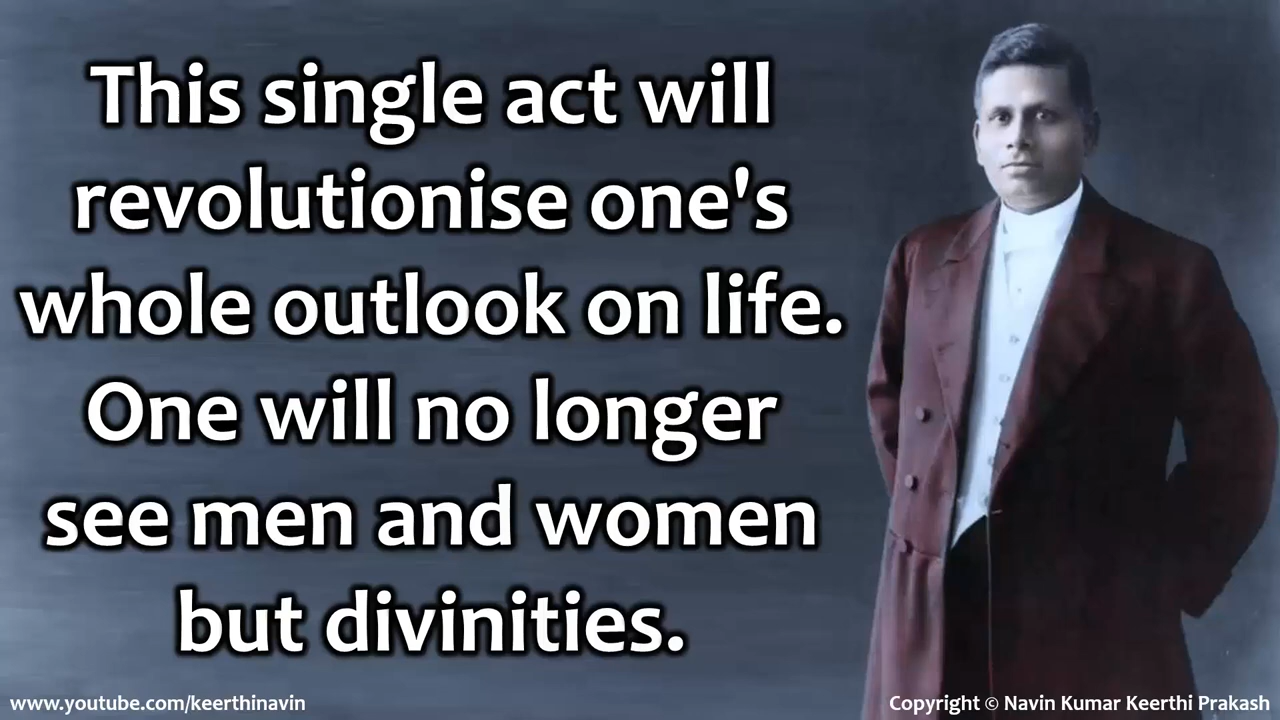 This single act will
revolutionise one's
whole outlook on life.
One will no longer
see men and women
but divinities.
www.youtube.com/keerthinavin
Copyright © Navin Kumar Keerthi Prakash